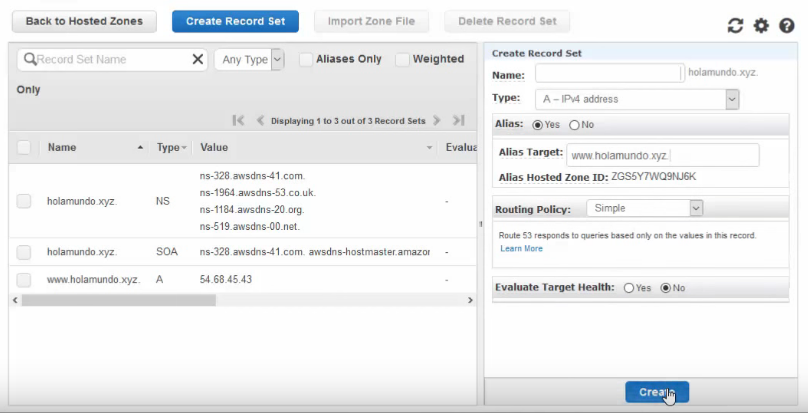 Back to Hosted Zones
Create Record Set
Import Zone File
Delete Record Set
Record Set Name
Any Type
Aliases Only
Weighted
Only
Displaying 1 to 3 out of 3 Record Sets
Name Type Value Evalua
holamundo.xyz. NS
ns-328.awsdns-41.com.
ns-1964.awsdns-53.co.uk.
ns-1184.awsdns-20.org.
ns-519.awsdns-00.net.
-
holamundo.xyz. SOA ns-328.awsdns-41.com. awsdns-hostmaster.amazon -
www.holamundo.xyz. A 54.68.45.43 -
Create Record Set
Name: holamundo.xyz.
Type: A – IPv4 address
Alias: Yes No
Alias Target: www.holamundo.xyz.
Alias Hosted Zone ID: ZGS5Y7WQ9NJ6K
Routing Policy: Simple
Route 53 responds to queries based only on the values in this record.
Learn More
Evaluate Target Health: Yes No
Create